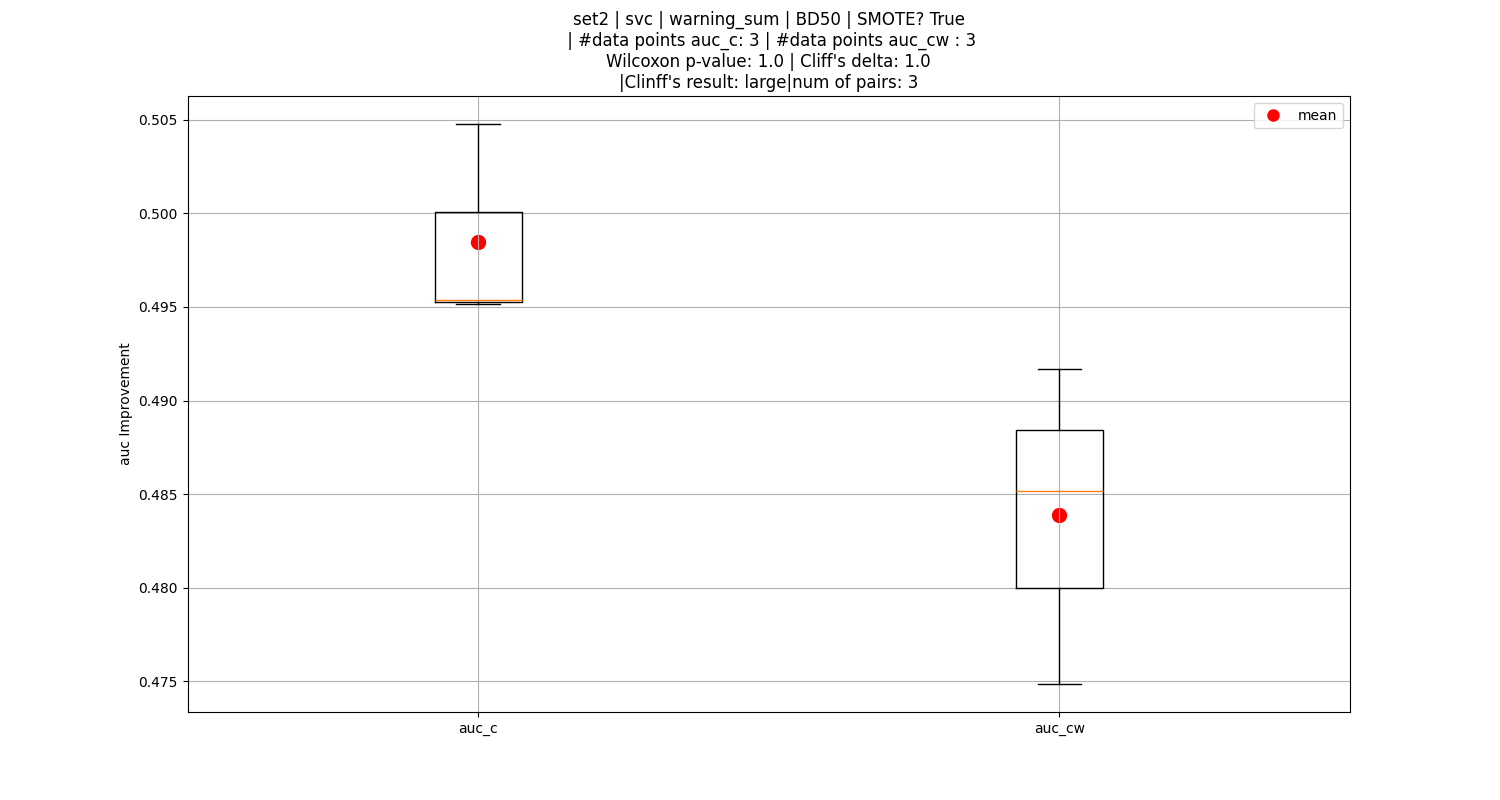 set2 | svc | warning_sum | BD50 | SMOTE? True
| #data points auc_c: 3 | #data points auc_cw : 3
Wilcoxon p-value: 1.0 | Cliff's delta: 1.0
|Clinff's result: large|num of pairs: 3
mean
0.505
0.500
0.495
0.490
0.485
0.480
0.475
auc Improvement
auc_c
auc_cw